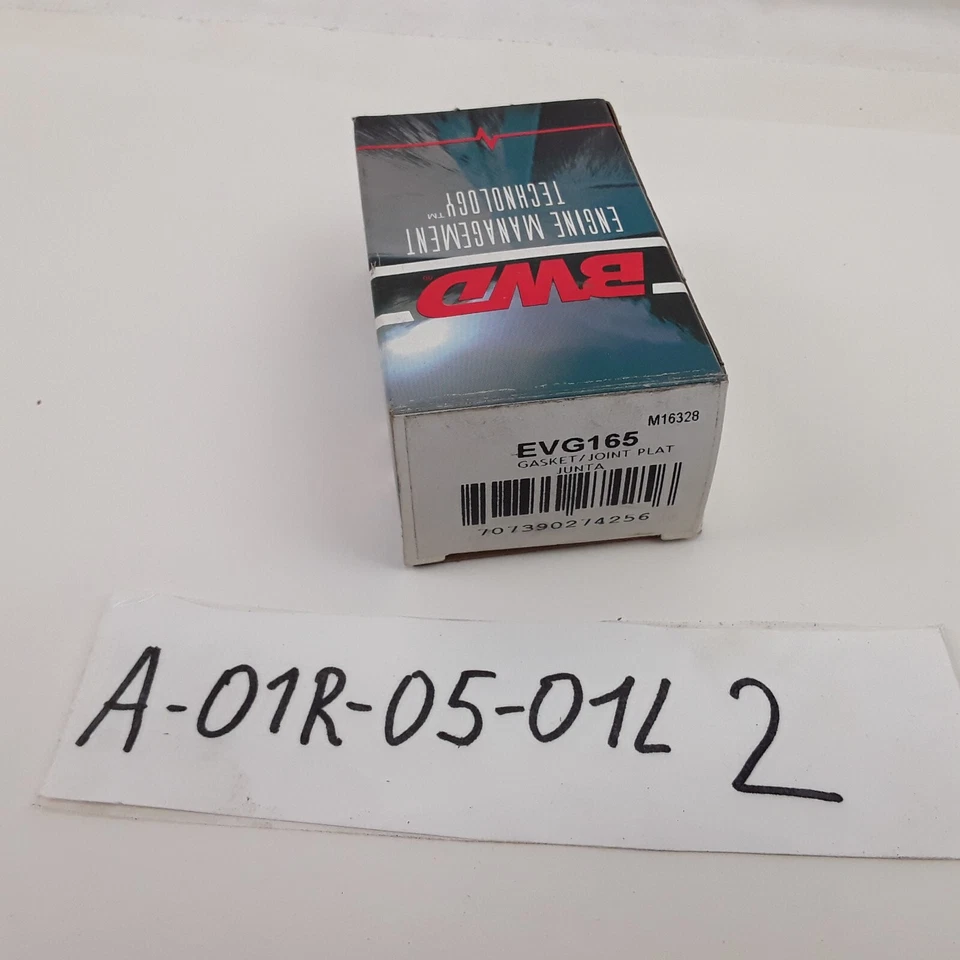 BWD
ENGINE MANAGEMENT
TECHNOLOGY™
M16328
EVG165
GASKET/JOINT PLAT
JUNTA
707390274256
A-01R-05-01L 2